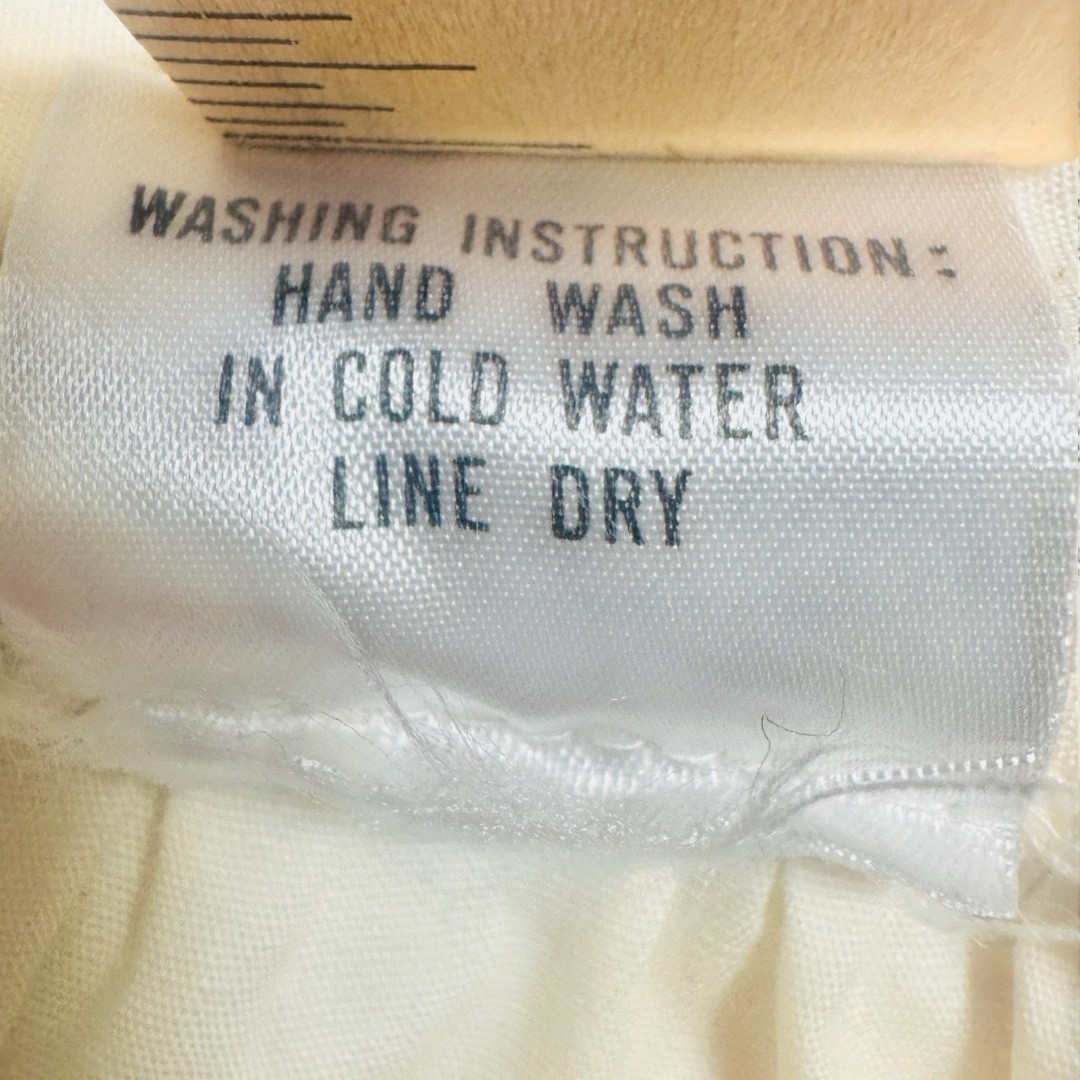 WASHING INSTRUCTION:
HAND WASH
IN COLD WATER
LINE DRY